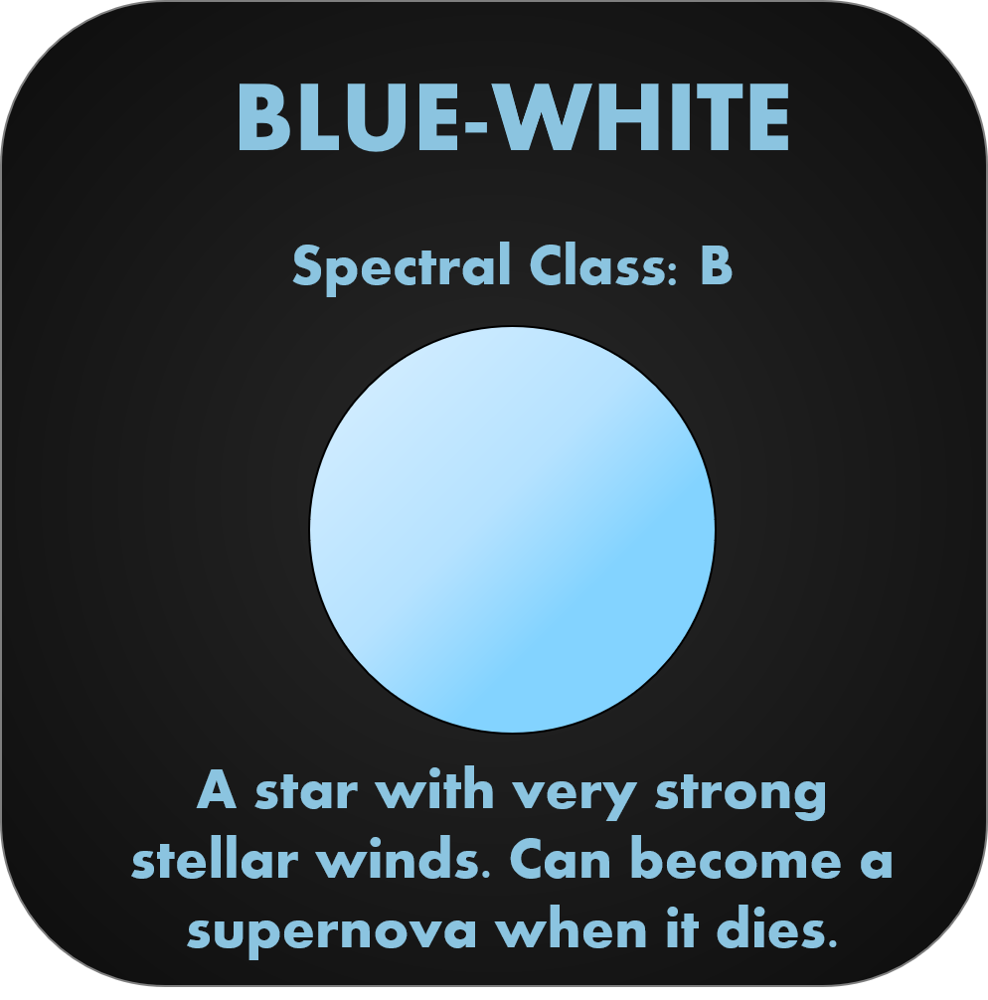 BLUE-WHITE
Spectral Class: B
A star with very strong
stellar winds. Can become a
supernova when it dies.